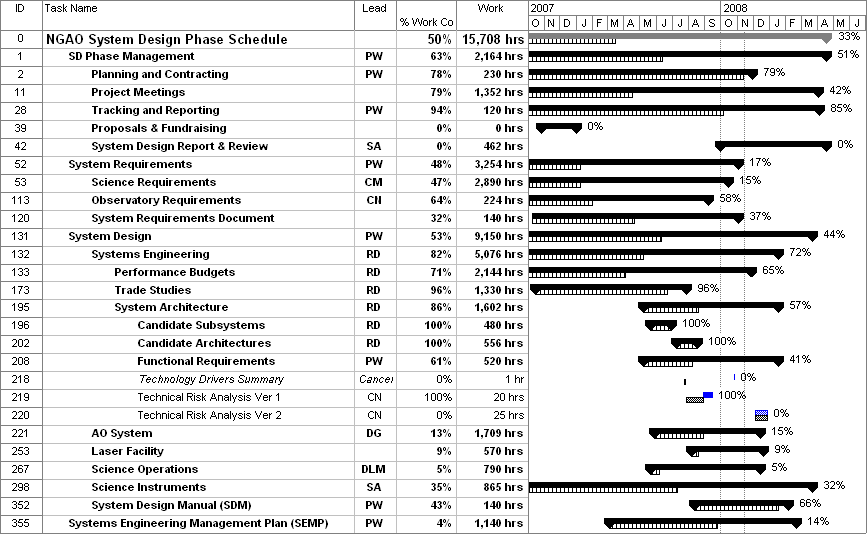 ID Task Name Lead % Work Co Work 2007 2008
O N D J F M A M J J A S O N D J F M A M J
0 NGAO System Design Phase Schedule 50% 15,708 hrs 33%
1 SD Phase Management PW 63% 2,164 hrs 51%
2 Planning and Contracting PW 78% 230 hrs 79%
11 Project Meetings 79% 1,352 hrs 42%
28 Tracking and Reporting PW 94% 120 hrs 85%
39 Proposals & Fundraising 0% 0 hrs 0%
42 System Design Report & Review SA 0% 462 hrs 0%
52 System Requirements PW 48% 3,254 hrs 17%
53 Science Requirements CM 47% 2,890 hrs 15%
113 Observatory Requirements CN 64% 224 hrs 58%
120 System Requirements Document 32% 140 hrs 37%
131 System Design PW 53% 9,150 hrs 44%
132 Systems Engineering RD 82% 5,076 hrs 72%
133 Performance Budgets RD 71% 2,144 hrs 65%
173 Trade Studies RD 96% 1,330 hrs 96%
195 System Architecture RD 86% 1,602 hrs 57%
196 Candidate Subsystems RD 100% 480 hrs 100%
202 Candidate Architectures RD 100% 556 hrs 100%
208 Functional Requirements PW 61% 520 hrs 41%
218 Technology Drivers Summary Cancel 0% 1 hr 0%
219 Technical Risk Analysis Ver 1 CN 100% 20 hrs 100%
220 Technical Risk Analysis Ver 2 CN 0% 25 hrs 0%
221 AO System DG 13% 1,709 hrs 15%
253 Laser Facility 9% 570 hrs 9%
267 Science Operations DLM 5% 790 hrs 5%
298 Science Instruments SA 35% 865 hrs 32%
352 System Design Manual (SDM) PW 43% 140 hrs 66%
355 Systems Engineering Management Plan (SEMP) PW 4% 1,140 hrs 14%